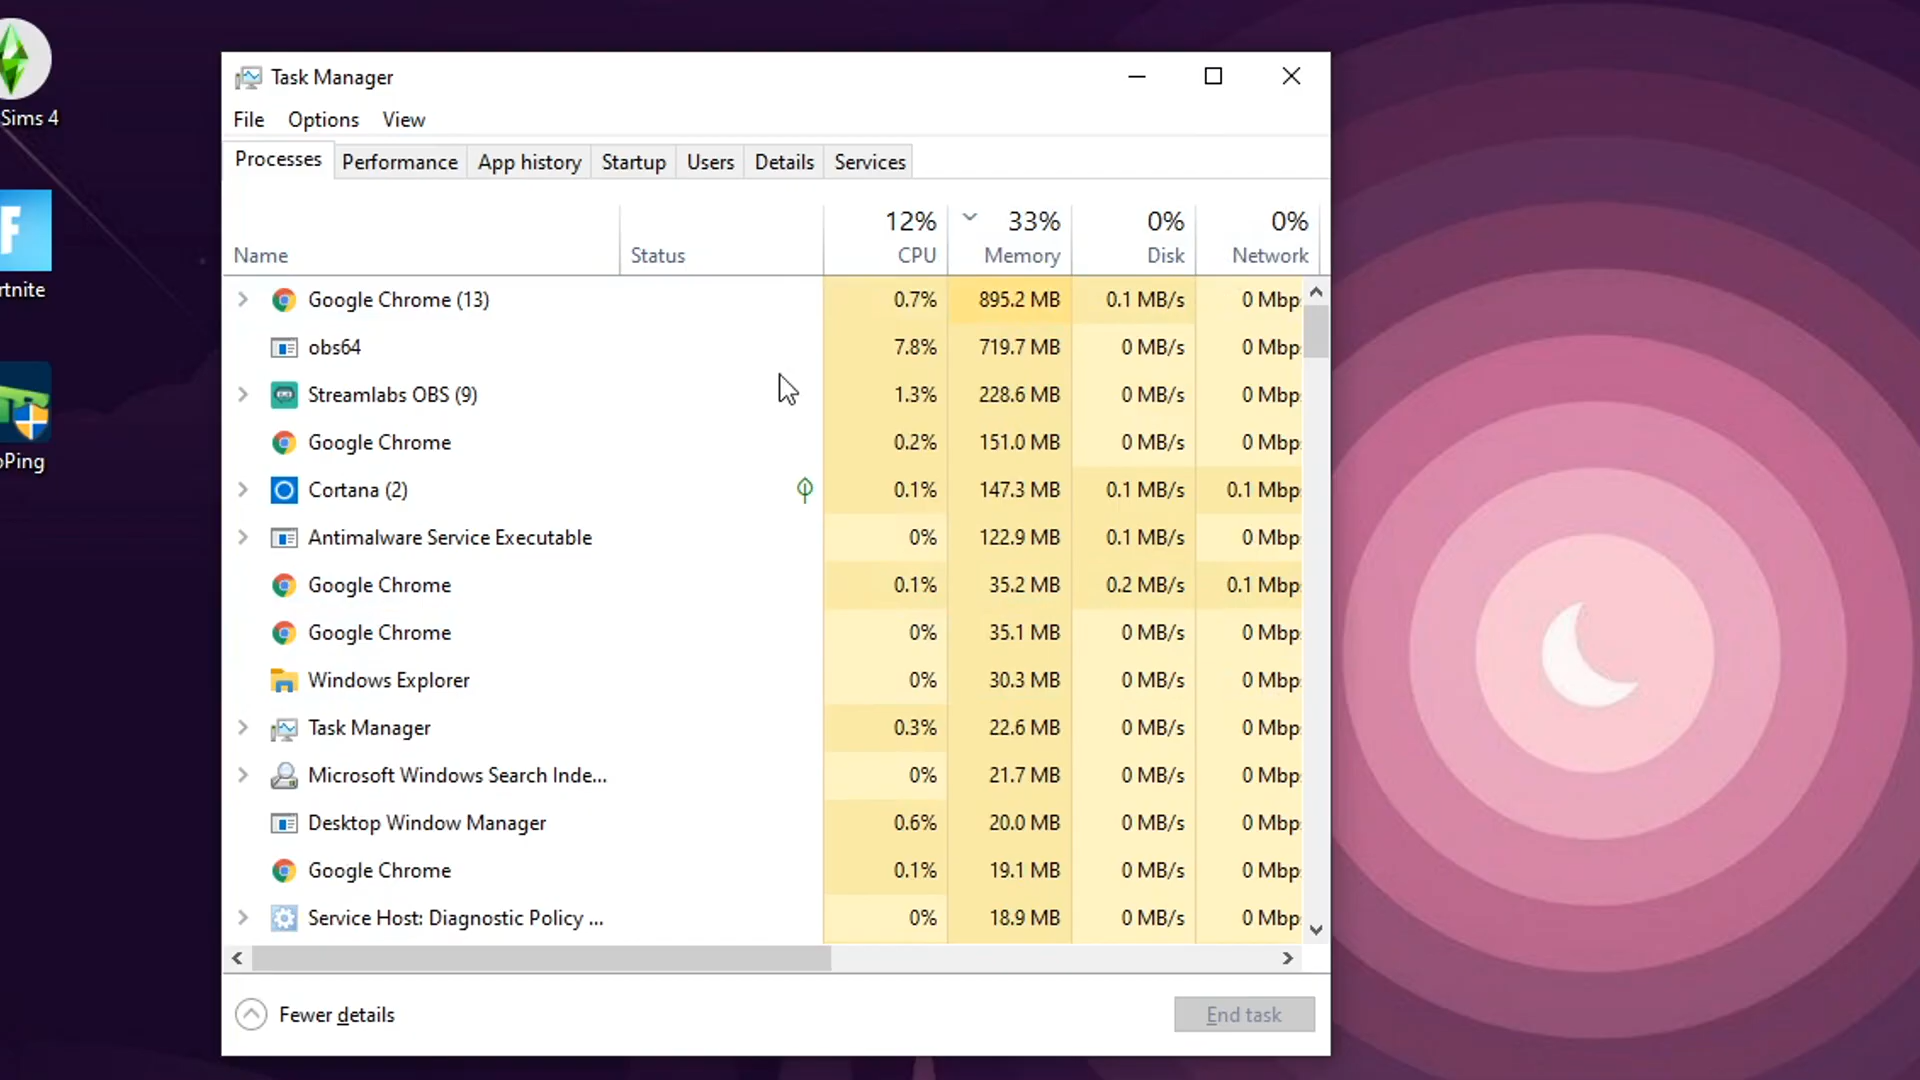 Sims 4
rtnite
oPing
Task Manager
File Options View
Processes Performance App history Startup Users Details Services
12% 33% 0% 0%
Name Status CPU Memory Disk Network
Google Chrome (13) 0.7% 895.2 MB 0.1 MB/s 0 Mbp
obs64 7.8% 719.7 MB 0 MB/s 0 Mbp
Streamlabs OBS (9) 1.3% 228.6 MB 0 MB/s 0 Mbp
Google Chrome 0.2% 151.0 MB 0 MB/s 0 Mbp
Cortana (2) 0.1% 147.3 MB 0.1 MB/s 0.1 Mbp
Antimalware Service Executable 0% 122.9 MB 0.1 MB/s 0 Mbp
Google Chrome 0.1% 35.2 MB 0.2 MB/s 0.1 Mbp
Google Chrome 0% 35.1 MB 0 MB/s 0 Mbp
Windows Explorer 0% 30.3 MB 0 MB/s 0 Mbp
Task Manager 0.3% 22.6 MB 0 MB/s 0 Mbp
Microsoft Windows Search Inde... 0% 21.7 MB 0 MB/s 0 Mbp
Desktop Window Manager 0.6% 20.0 MB 0 MB/s 0 Mbp
Google Chrome 0.1% 19.1 MB 0 MB/s 0 Mbp
Service Host: Diagnostic Policy ... 0% 18.9 MB 0 MB/s 0 Mbp
Fewer details End task